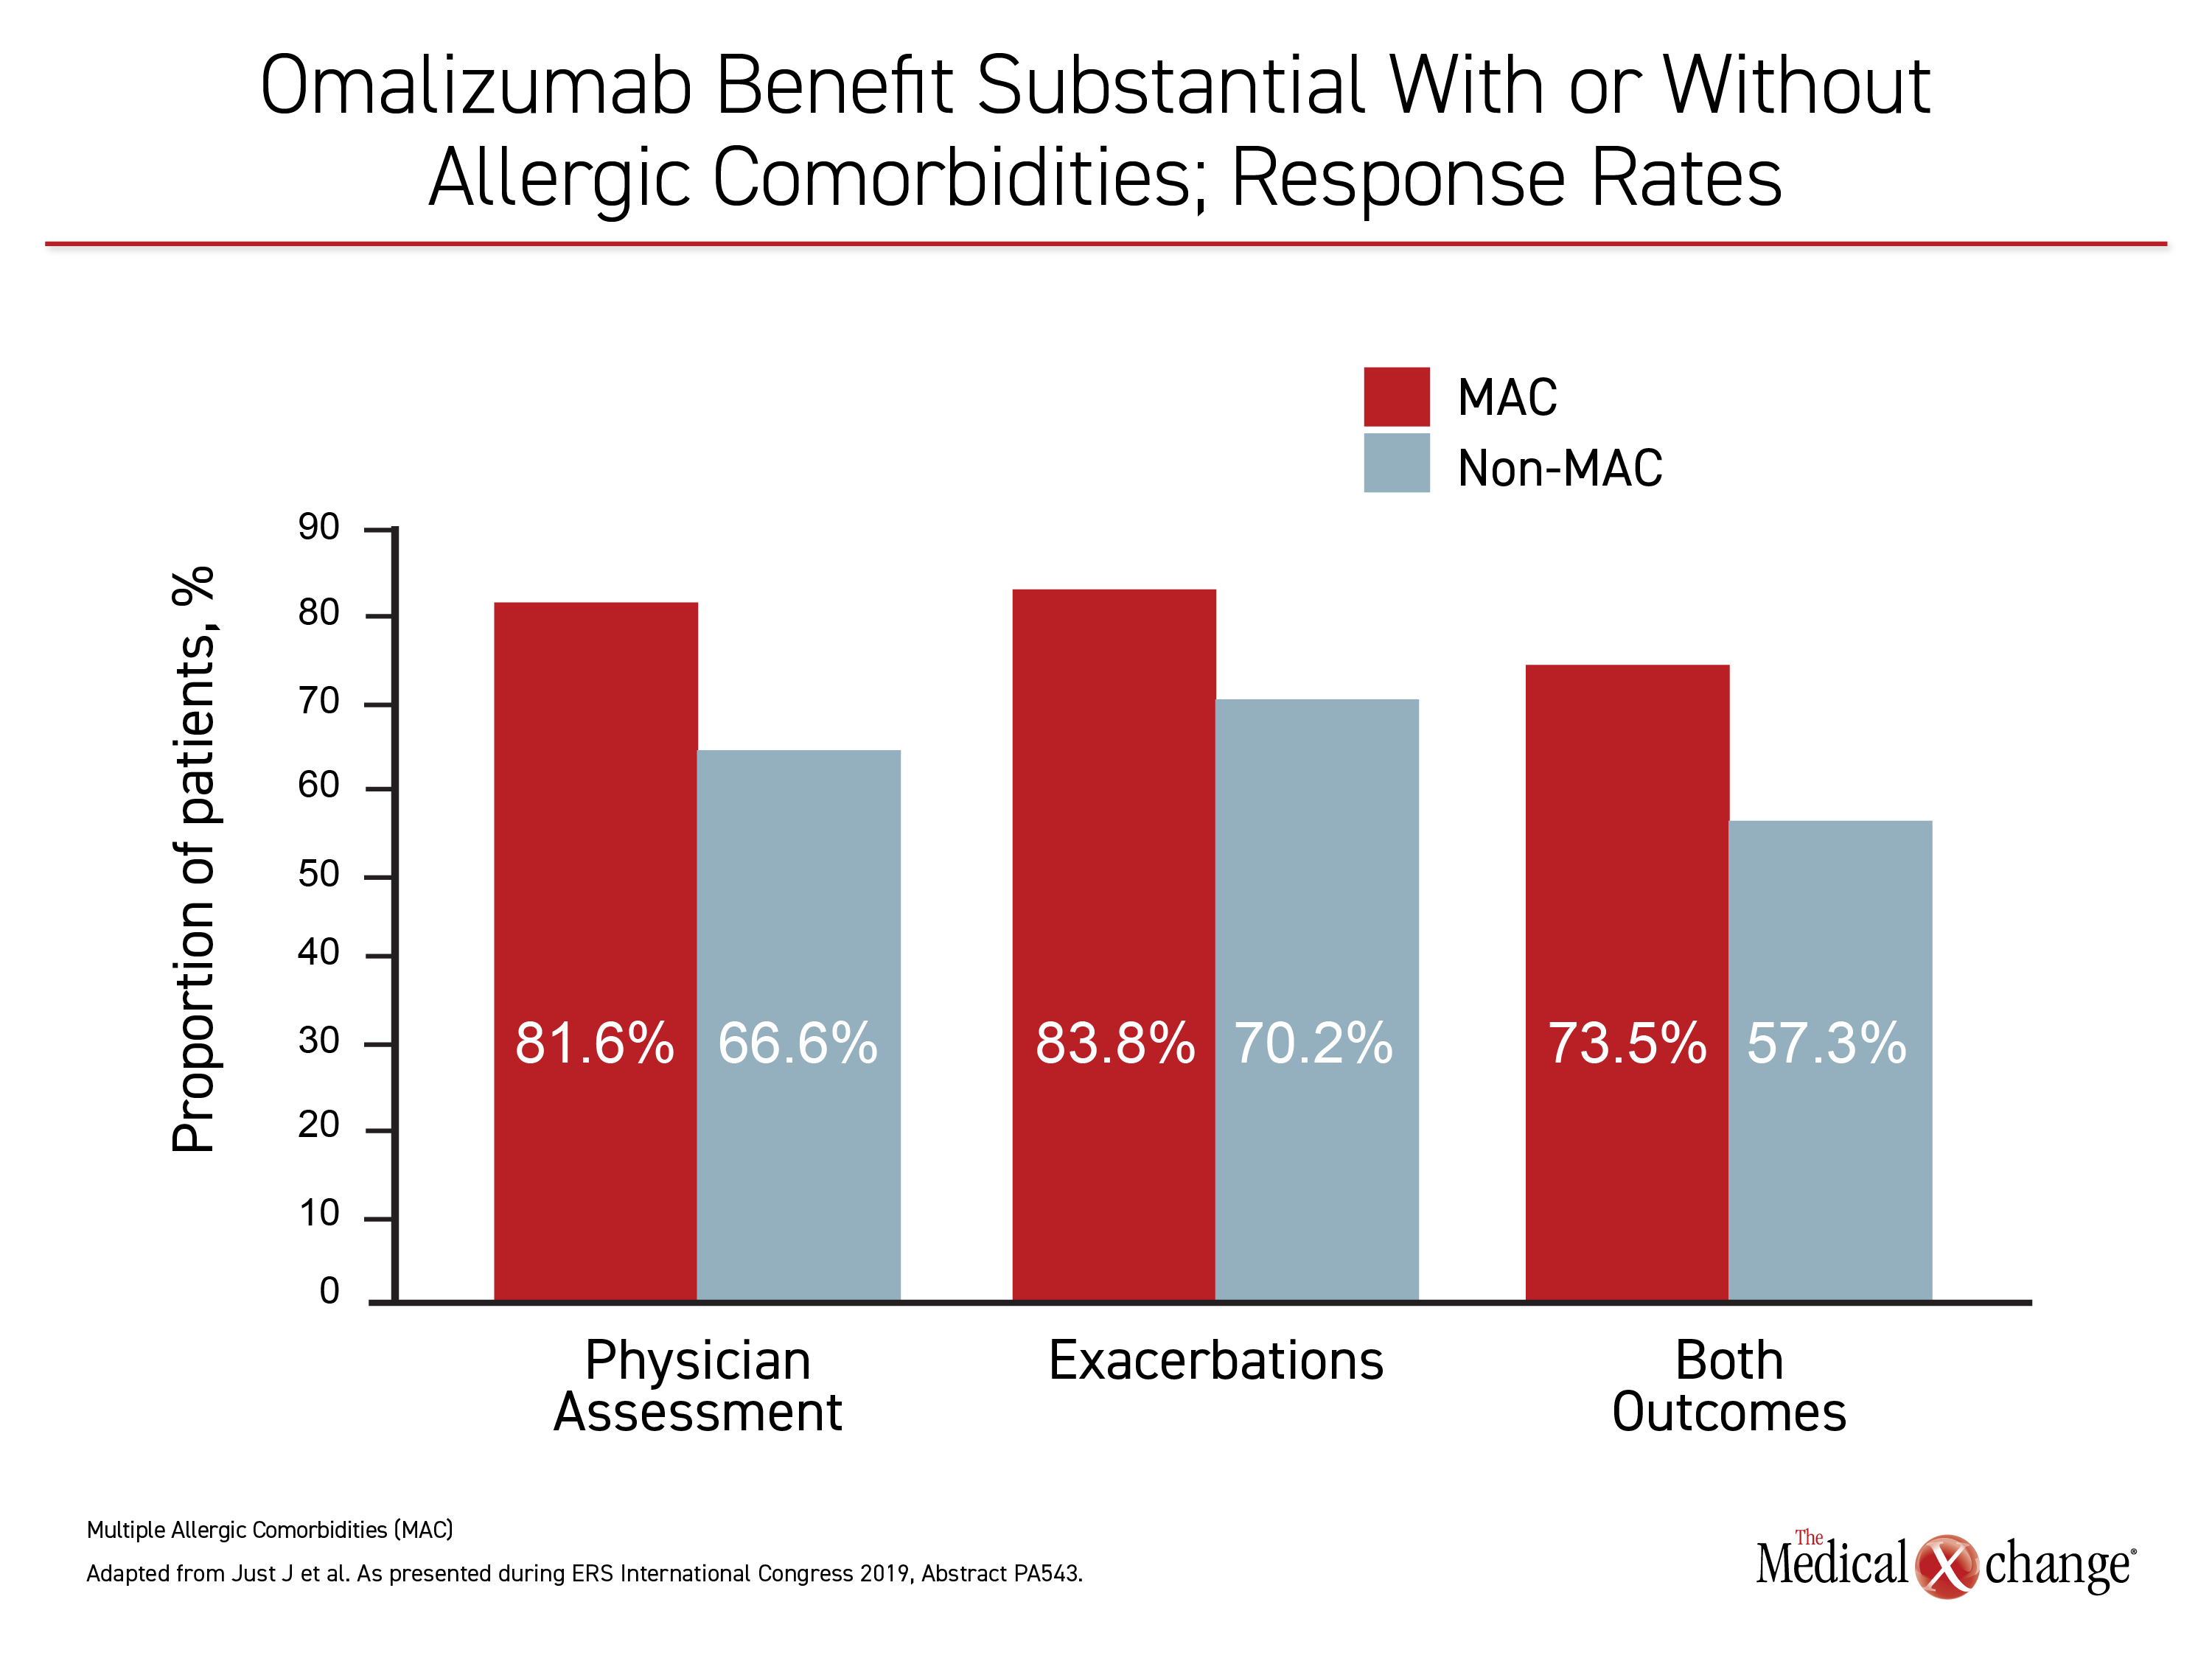 Omalizumab Benefit Substantial With or Without
Allergic Comorbidities; Response Rates
MAC
Non-MAC
Proportion of patients, %
90
80
70
60
50
40
30
20
10
0
81.6%
66.6%
83.8%
70.2%
73.5%
57.3%
Physician
Assessment
Exacerbations
Both
Outcomes
Multiple Allergic Comorbidities (MAC)
Adapted from Just J et al. As presented during ERS International Congress 2019, Abstract PA543.
The
Medical Xchange®